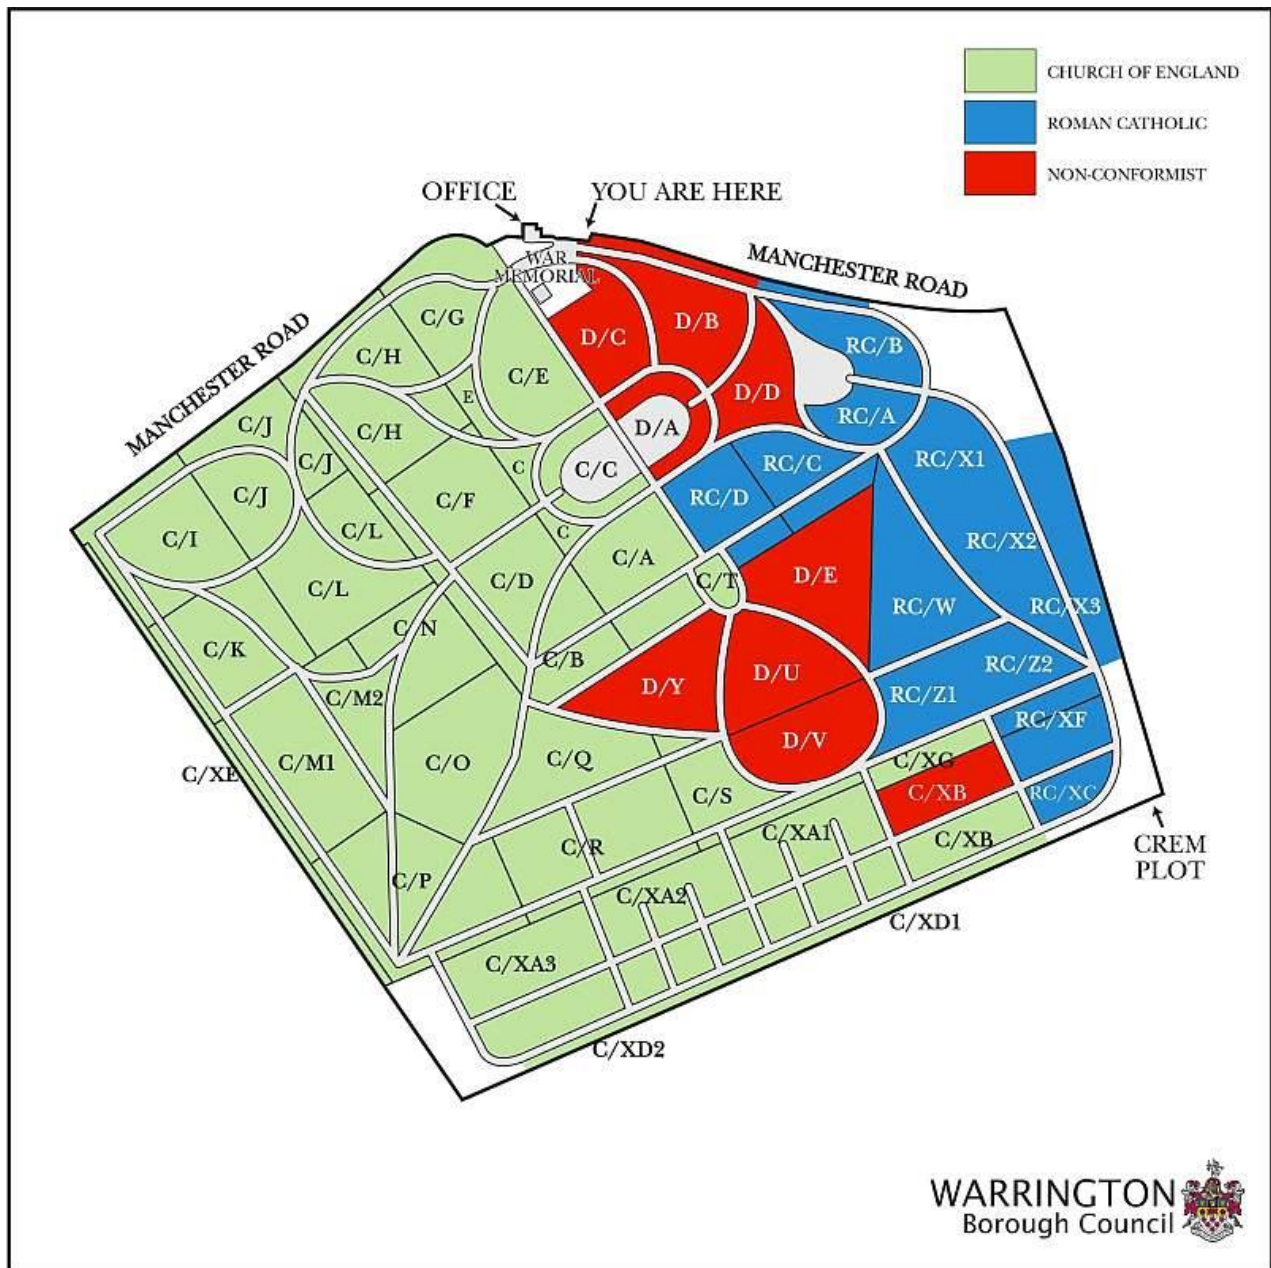 CHURCH OF ENGLAND
ROMAN CATHOLIC
NON-CONFORMIST
OFFICE
YOU ARE HERE
WAR
MEMORIAL
MANCHESTER ROAD
MANCHESTER ROAD
C/G
D/C
D/B
RC/B
C/H
C/E
D/D
E
RC/A
C/J
C/H
D/A
C/J
C
C/C
RC/C
RC/X1
C/J
C/F
RC/D
C/L
C
C/I
RC/X2
C/A
C/D
C/T
D/E
C/L
RC/W
RC/X3
C/N
C/K
C/B
RC/Z2
D/U
D/Y
C/M2
RC/Z1
RC/XF
D/V
C/Q
C/O
C/M1
C/XG
C/XE
C/S
C/XB
RC/XC
C/XA1
C/XB
C/R
CREM
PLOT
C/P
C/XA2
C/XD1
C/XA3
C/XD2
WARRINGTON
Borough Council